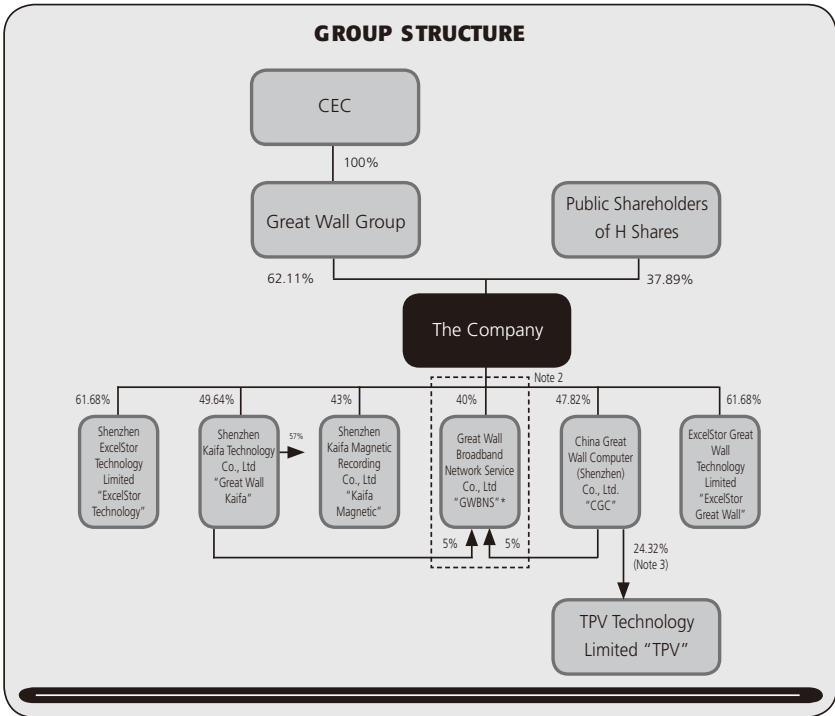 GROUP STRUCTURE
CEC
100%
Great Wall Group
Public Shareholders
of H Shares
62.11%
37.89%
The Company
Note 2
61.68%
49.64%
43%
40%
47.82%
61.68%
Shenzhen
ExcelStor
Technology
Limited
“ExcelStor
Technology”
Shenzhen
Kaifa Technology
Co., Ltd
“Great Wall
Kaifa”
57%
Shenzhen
Kaifa Magnetic
Recording
Co., Ltd
“Kaifa
Magnetic”
Great Wall
Broadband
Network Service
Co., Ltd
“GWBNS”*
China Great
Wall Computer
(Shenzhen)
Co., Ltd.
“CGC”
ExcelStor Great
Wall
Technology
Limited
“ExcelStor
Great Wall”
5%
5%
24.32%
(Note 3)
TPV Technology
Limited “TPV”